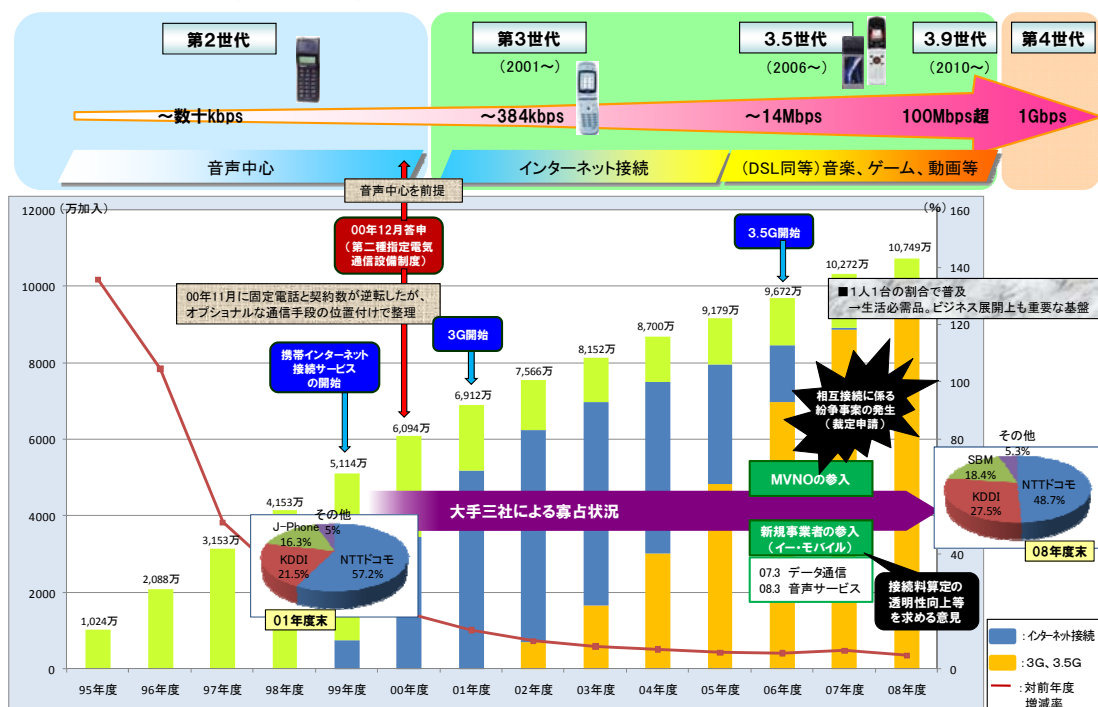 第2世代
第3世代
(2001～)
3.5世代
(2006～)
3.9世代
(2010～)
第4世代
～数十kbps
～384kbps
～14Mbps
100Mbps超
1Gbps
音声中心
インターネット接続
(DSL同等)音楽、ゲーム、動画等
音声中心を前提
(万加入)
(%)
12000
10000
8000
6000
4000
2000
0
160
140
120
100
80
40
0
00年12月答申
(第二種指定電気
通信設備制度)
00年11月に固定電話と契約数が逆転したが、
オプショナルな通信手段の位置付けで整理
携帯インターネット
接続サービス
の開始
3G開始
3.5G開始
■1人1台の割合で普及
→生活必需品。ビジネス展開上も重要な基盤
相互接続に係る
紛争事案の発生
(裁定申請)
MVNOの参入
大手三社による寡占状況
新規事業者の参入
(イー・モバイル)
07.3 データ通信
08.3 音声サービス
接続料算定の
透明性向上等
を求める意見
1,024万
2,088万
3,153万
4,153万
5,114万
6,094万
6,912万
7,566万
8,152万
8,700万
9,179万
9,672万
10,272万
10,749万
その他
5%
J-Phone
16.3%
KDDI
21.5%
NTTドコモ
57.2%
01年度末
その他
5.3%
SBM
18.4%
KDDI
27.5%
NTTドコモ
48.7%
08年度末
95年度
96年度
97年度
98年度
99年度
00年度
01年度
02年度
03年度
04年度
05年度
06年度
07年度
08年度
:インターネット接続
:3G、3.5G
:対前年度
増減率